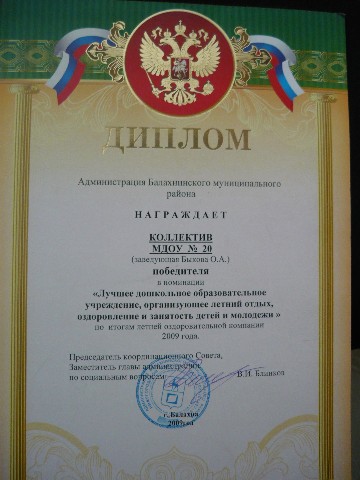 ДИПЛОМ
Администрация Балахнинского муниципального
района
НАГРАЖДАЕТ
КОЛЛЕКТИВ
МДОУ № 20
(заведующая Быкова О.А.)
победителя
в номинации
«Лучшее дошкольное образовательное
учреждение, организующее летний отдых,
оздоровление и занятость детей и молодежи »
по итогам летней оздоровительной компании
2009 года.
Председатель координационного Совета,
Заместитель главы администрации
по социальным вопросам
В.И.
г. Балахна